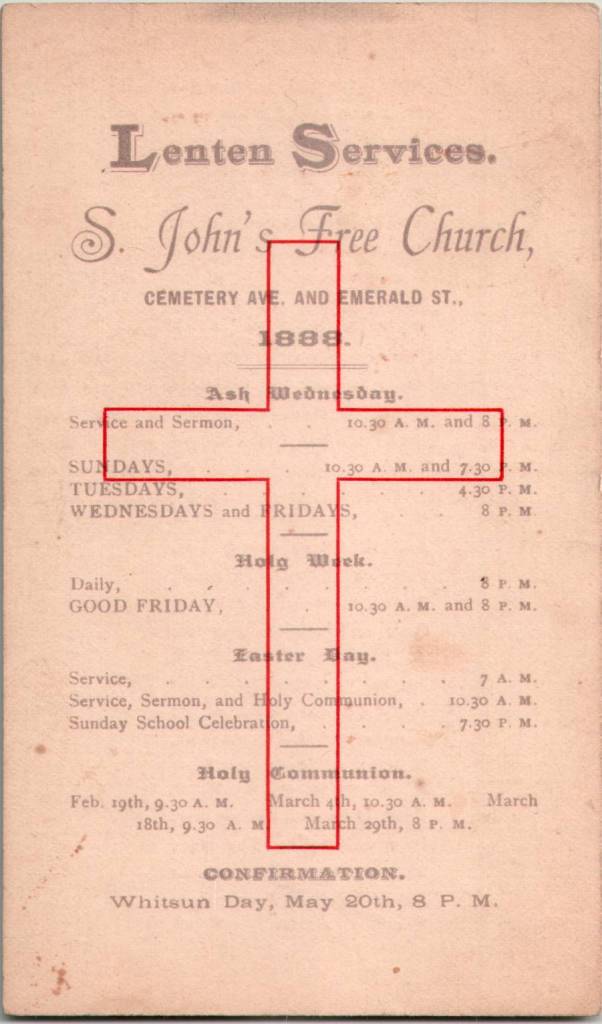 Lenten Services.
S. John's Free Church,
CEMETERY AVE. AND EMERALD ST.,
1888.
Ash Wednesday.
Service and Sermon, . . 10.30 A. M. and 8 P. M.
SUNDAYS, . . . . 10.30 A. M. and 7.30 P. M.
TUESDAYS, . . . . . . . 4.30 P. M.
WEDNESDAYS and FRIDAYS, . . . 8 P. M.
Holy Week.
Daily, . . . . . . . . . 8 P. M.
GOOD FRIDAY, . . . 10.30 A. M. and 8 P. M.
Easter Day.
Service, . . . . . . . . . 7 A. M.
Service, Sermon, and Holy Communion, . 10.30 A. M.
Sunday School Celebration, . . . . 7.30 P. M.
Holy Communion.
Feb. 19th, 9.30 A. M. March 4th, 10.30 A. M. March
18th, 9.30 A. M. March 29th, 8 P. M.
CONFIRMATION.
Whitsun Day, May 20th, 8 P. M.